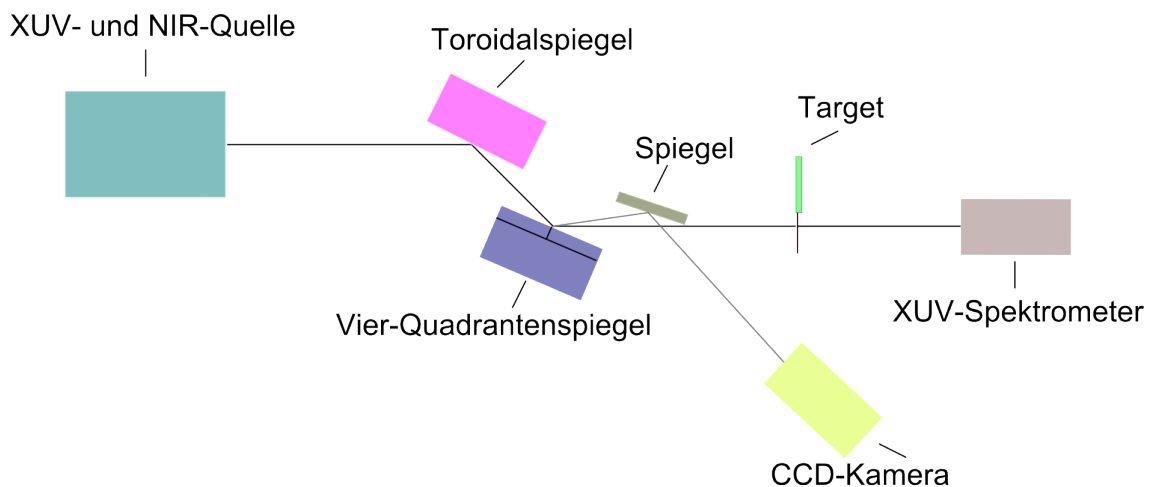 XUV- und NIR-Quelle
Toroidalspiegel
Target
Spiegel
Vier-Quadrantenspiegel
XUV-Spektrometer
CCD-Kamera